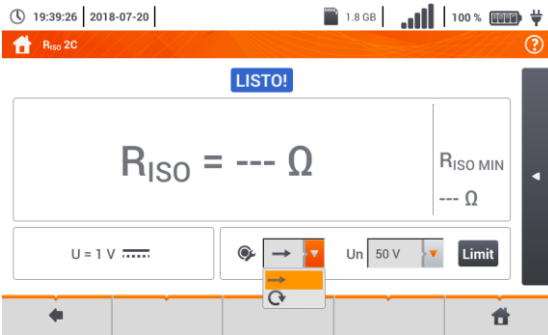 19:39:26 2018-07-20 1.8 GB 100 %
RISO 2C ?
LISTO!
RISO = --- Ω
RISO MIN
--- Ω
U = 1 V
Un 50 V Limit